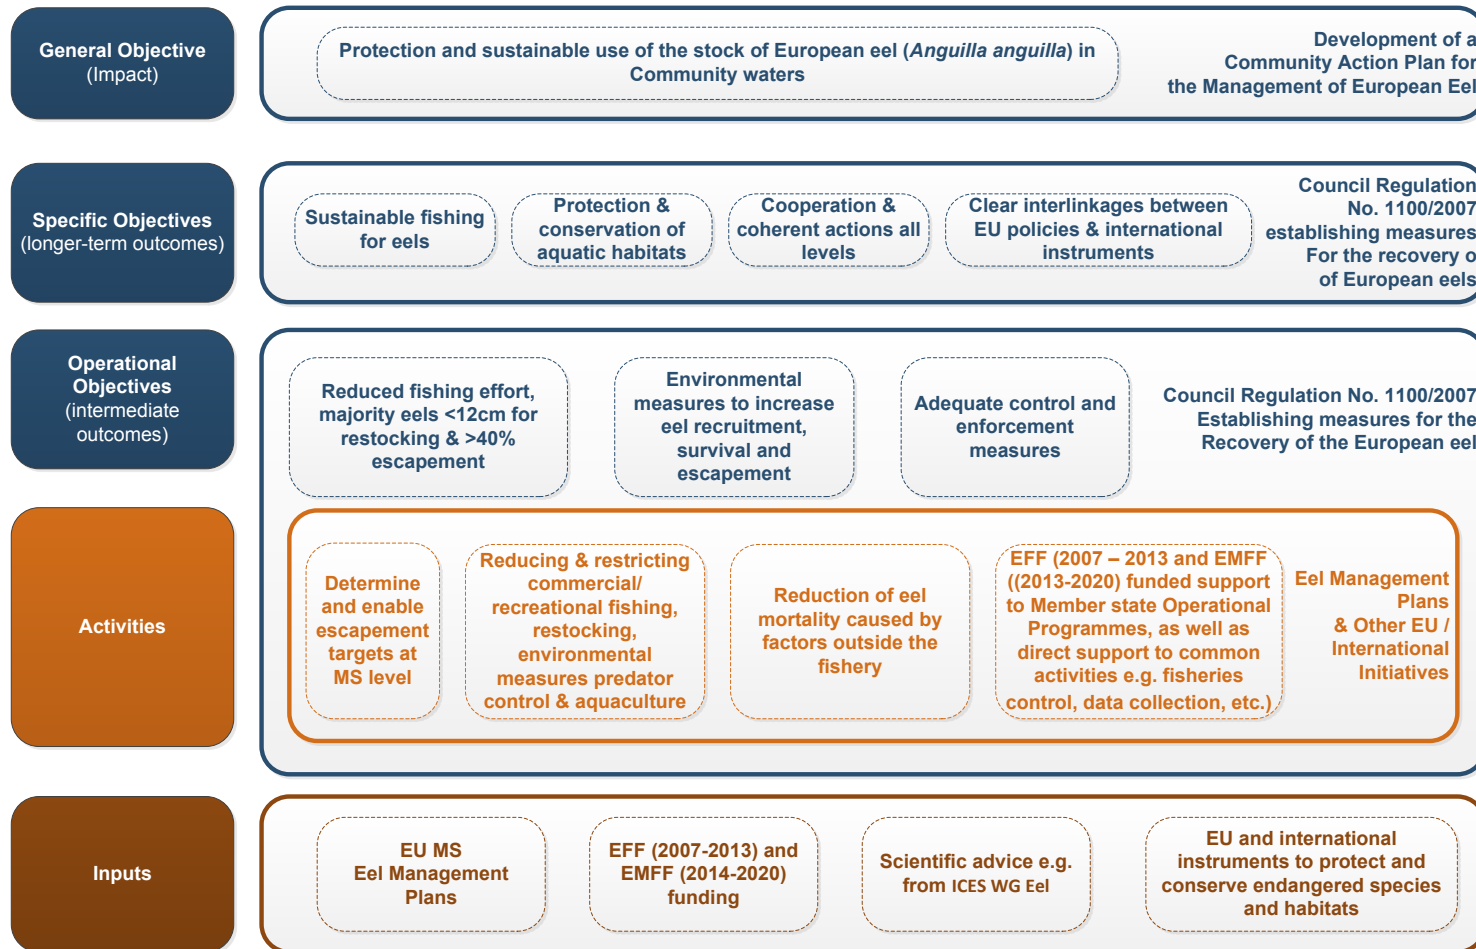 General Objective
(Impact)
Protection and sustainable use of the stock of European eel (Anguilla anguilla) in
Community waters
Development of a
Community Action Plan for
the Management of European Eel
Specific Objectives
(longer-term outcomes)
Sustainable fishing
for eels
Protection &
conservation of
aquatic habitats
Cooperation &
coherent actions all
levels
Clear interlinkages between
EU policies & international
instruments
Council Regulation
No. 1100/2007
establishing measures
For the recovery o
of European eels
Operational
Objectives
(intermediate
outcomes)
Reduced fishing effort,
majority eels <12cm for
restocking & >40%
escapement
Environmental
measures to increase
eel recruitment,
survival and
escapement
Adequate control and
enforcement
measures
Council Regulation No. 1100/2007
Establishing measures for the
Recovery of the European eel
Activities
Determine
and enable
escapement
targets at
MS level
Reducing & restricting
commercial/
recreational fishing,
restocking,
environmental
measures predator
control & aquaculture
Reduction of eel
mortality caused by
factors outside the
fishery
EFF (2007 – 2013 and EMFF
((2013-2020) funded support
to Member state Operational
Programmes, as well as
direct support to common
activities e.g. fisheries
control, data collection, etc.)
Eel Management
Plans
& Other EU /
International
Initiatives
Inputs
EU MS
Eel Management
Plans
EFF (2007-2013) and
EMFF (2014-2020)
funding
Scientific advice e.g.
from ICES WG Eel
EU and international
instruments to protect and
conserve endangered species
and habitats